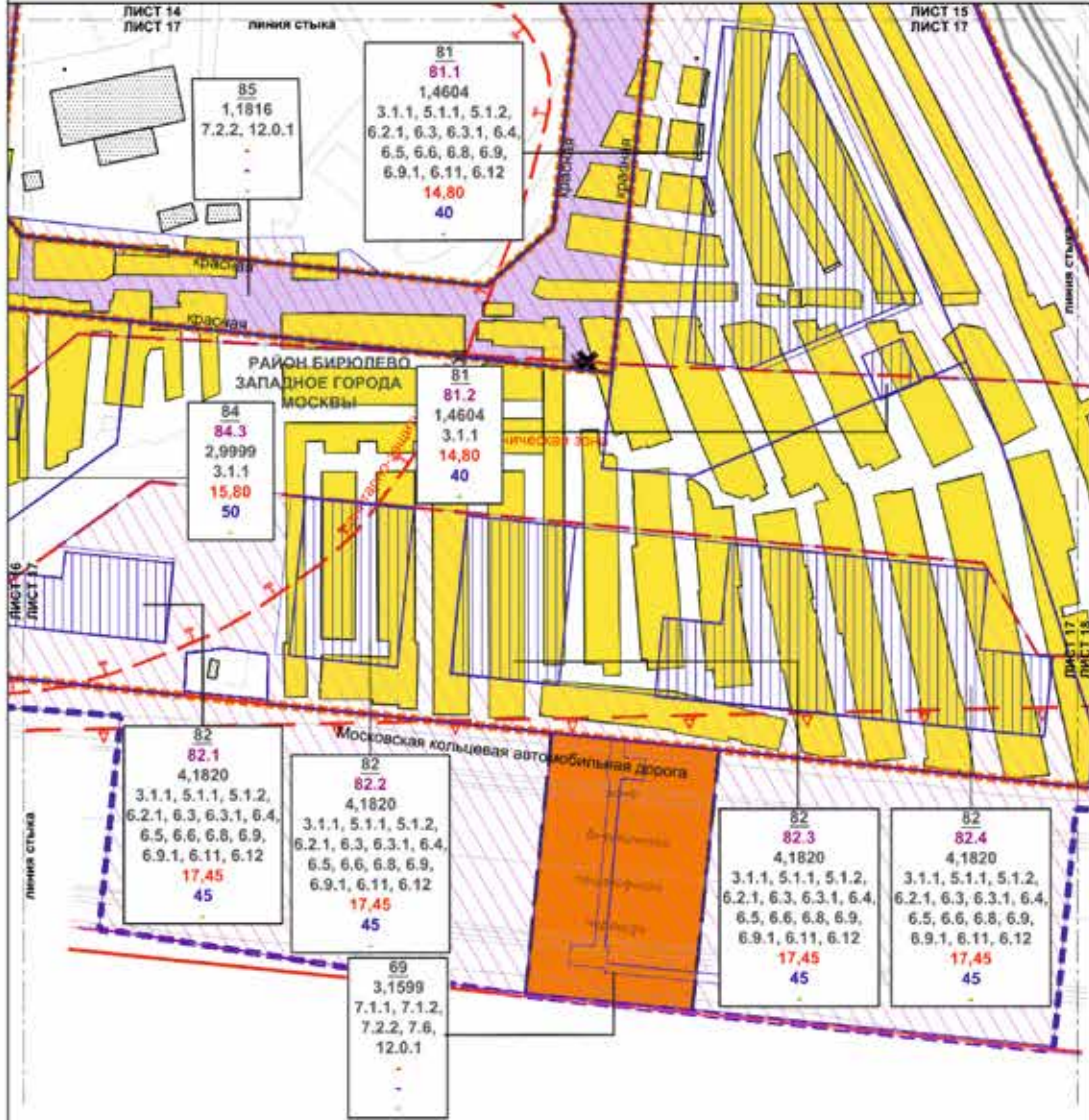 ЛИСТ 14
ЛИСТ 17
линия стыка
ЛИСТ 15
ЛИСТ 17
81
81.1
1,4604
3.1.1, 5.1.1, 5.1.2,
6.2.1, 6.3, 6.3.1, 6.4,
6.5, 6.6, 6.8, 6.9,
6.9.1, 6.11, 6.12
14,80
40
-
85
1,1816
7.2.2, 12.0.1
-
-
-
красная
красная
линия стыка
красная
красная
РАЙОН БИРЮЛЕВО
ЗАПАДНОЕ ГОРОДА
МОСКВЫ
81
81.2
1,4604
3.1.1
14,80
40
-
84
84.3
2,9999
3.1.1
15,80
50
-
зона
ЛИСТ 16
ЛИСТ 17
ЛИСТ 17
ЛИСТ 18
Московская кольцевая автомобильная дорога
82
82.1
4,1820
3.1.1, 5.1.1, 5.1.2,
6.2.1, 6.3, 6.3.1, 6.4,
6.5, 6.6, 6.8, 6.9,
6.9.1, 6.11, 6.12
17,45
45
-
82
82.2
4,1820
3.1.1, 5.1.1, 5.1.2,
6.2.1, 6.3, 6.3.1, 6.4,
6.5, 6.6, 6.8, 6.9,
6.9.1, 6.11, 6.12
17,45
45
-
82
82.3
4,1820
3.1.1, 5.1.1, 5.1.2,
6.2.1, 6.3, 6.3.1, 6.4,
6.5, 6.6, 6.8, 6.9,
6.9.1, 6.11, 6.12
17,45
45
-
82
82.4
4,1820
3.1.1, 5.1.1, 5.1.2,
6.2.1, 6.3, 6.3.1, 6.4,
6.5, 6.6, 6.8, 6.9,
6.9.1, 6.11, 6.12
17,45
45
-
линия стыка
69
3,1599
7.1.1, 7.1.2,
7.2.2, 7.6,
12.0.1
-
-
-